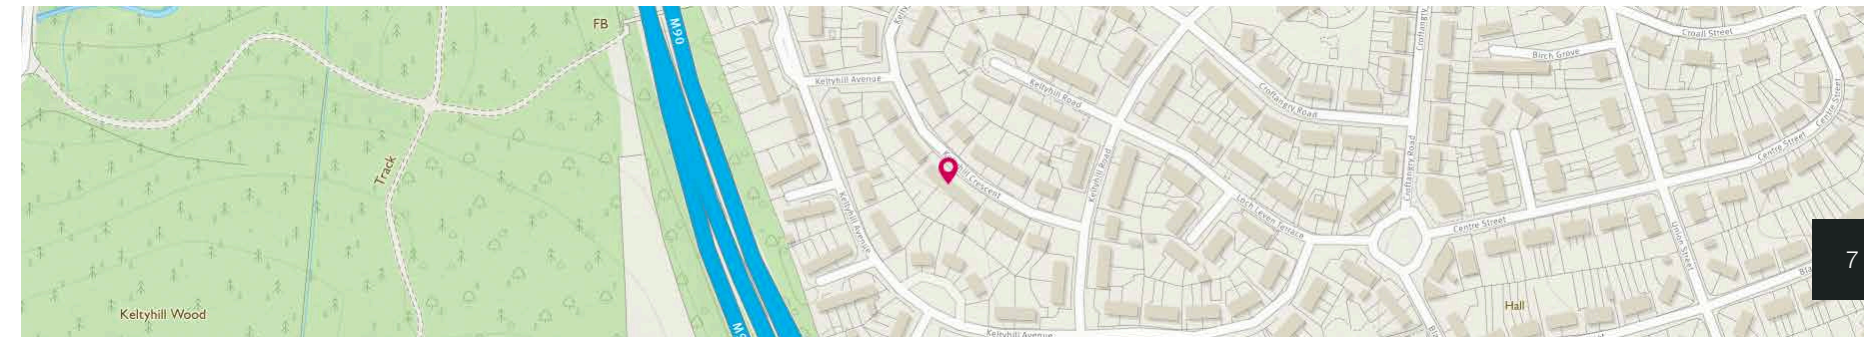 FB
M90
Croftangry
Croall Street
Birch Grove
Keltyhill Avenue
Keltyhill Road
Croftangry Road
Centre Street
Centre Street
Track
Crescent
Keltyhill Road
Croftangry Road
Keltyhill Avenue
Loch Leven Terrace
Centre Street
Union Street
7
Keltyhill Wood
Hall
Keltyhill Avenue